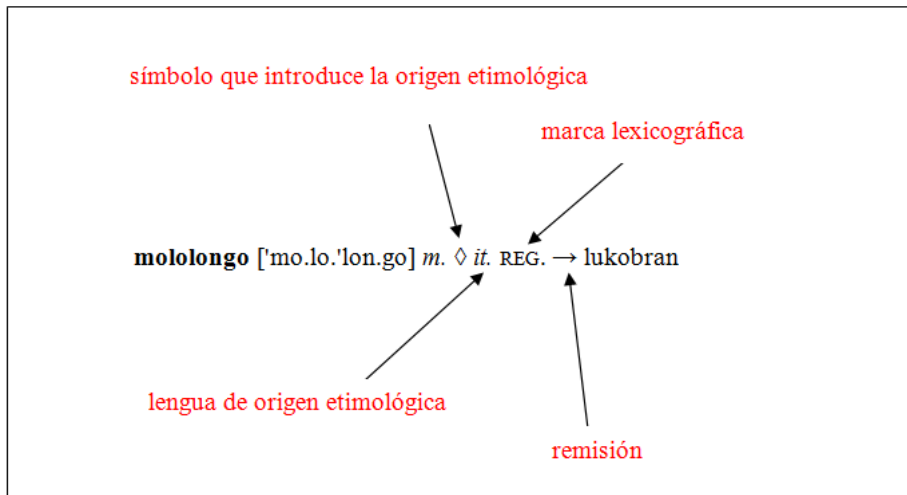 símbolo que introduce la origen etimológica
marca lexicográfica
mololongo ['mo.lo.'lon.go] m. ◊ it. REG. → lukobran
lengua de origen etimológica
remisión